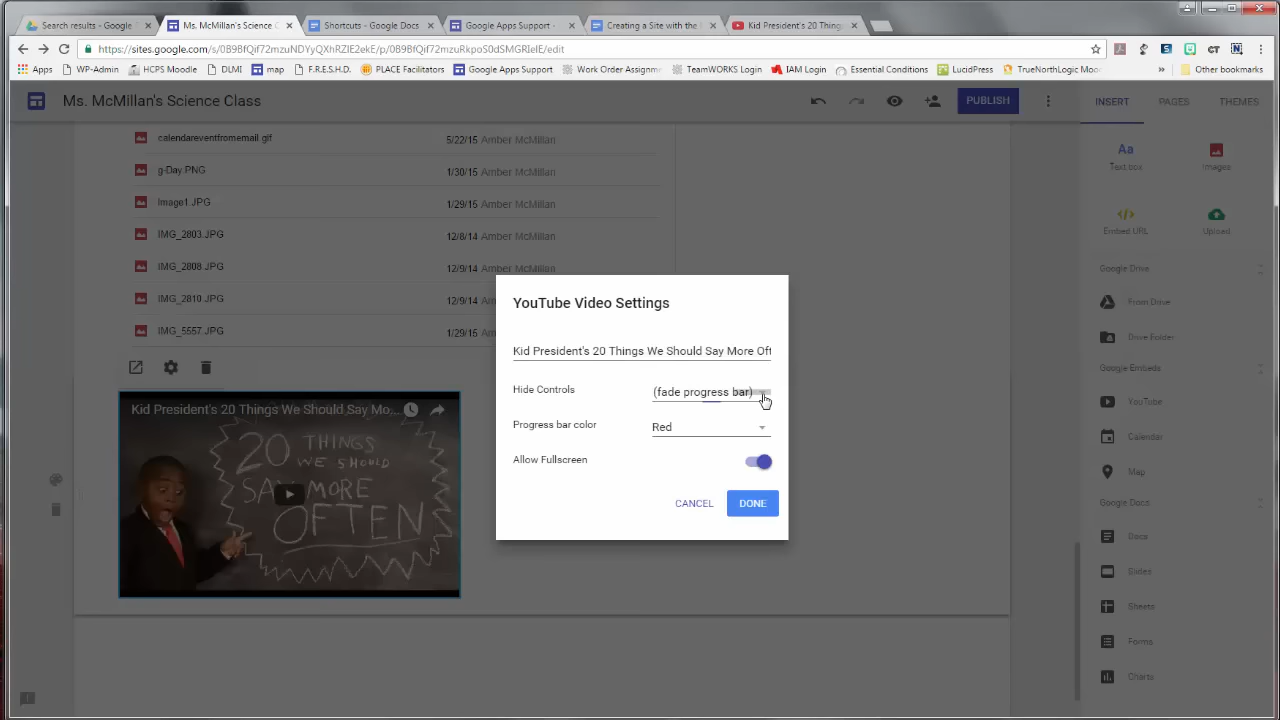 Search results - Google
Ms. McMillan's Science C
Shortcuts - Google Docs
Google Apps Support -
Creating a Site with the
Kid President's 20 Things
https://sites.google.com/s/0B9BfQif72mzuNDYyQXhRZlE2ekE/p/0B9BfQif72mzuRkpoS0dSMGRIelE/edit
Apps WP-Admin HCPS Moodle DLMI map F.R.E.S.H.D. PLACE Facilitators Google Apps Support Work Order Assignme TeamWORKS Login IAM Login Essential Conditions LucidPress TrueNorthLogic Moo » Other bookmarks
Ms. McMillan's Science Class
PUBLISH
INSERT PAGES THEMES
calendareventfromemail.gif 5/22/15 Amber McMillan
g-Day.PNG 1/30/15 Amber McMillan
Image1.JPG 1/29/15 Amber McMillan
IMG_2803.JPG 12/8/14 Amber McMillan
IMG_2808.JPG 12/9/14 Amber McMillan
IMG_2810.JPG 12/9/14
IMG_5557.JPG 1/29/15
Kid President's 20 Things We Should Say Mo...
20 THINGS
WE SHOULD
SAY MORE
OFTEN
YouTube Video Settings
Kid President's 20 Things We Should Say More Oft
Hide Controls (fade progress bar)
Progress bar color Red
Allow Fullscreen
CANCEL DONE
Aa
Text box Images
Embed URL Upload
Google Drive
From Drive
Drive Folder
Google Embeds
YouTube
Calendar
Map
Google Docs
Docs
Slides
Sheets
Forms
Charts